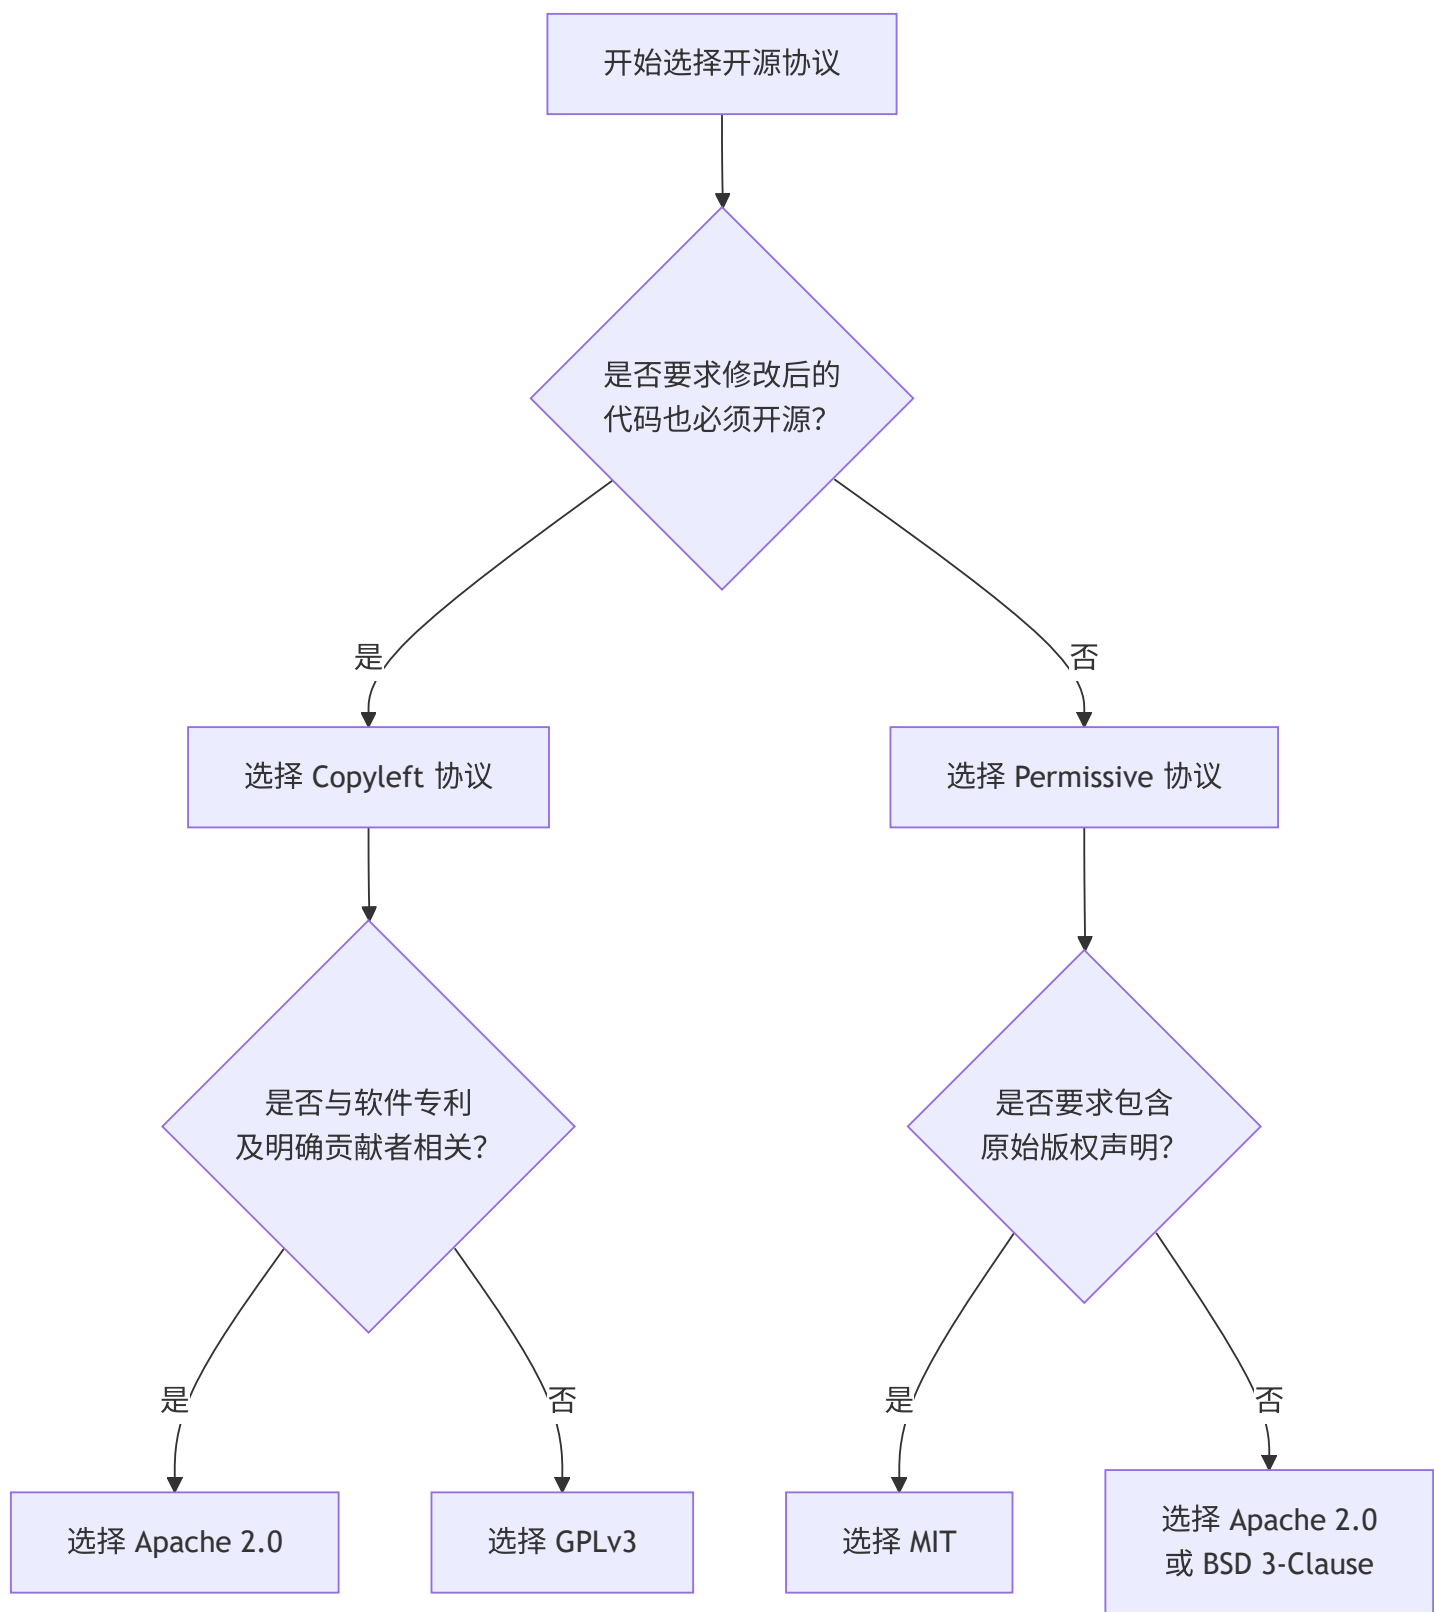 开始选择开源协议
是否要求修改后的
代码也必须开源？
是
否
选择 Copyleft 协议
选择 Permissive 协议
是否与软件专利
及明确贡献者相关？
是否要求包含
原始版权声明？
是
否
是
否
选择 Apache 2.0
选择 GPLv3
选择 MIT
选择 Apache 2.0
或 BSD 3-Clause